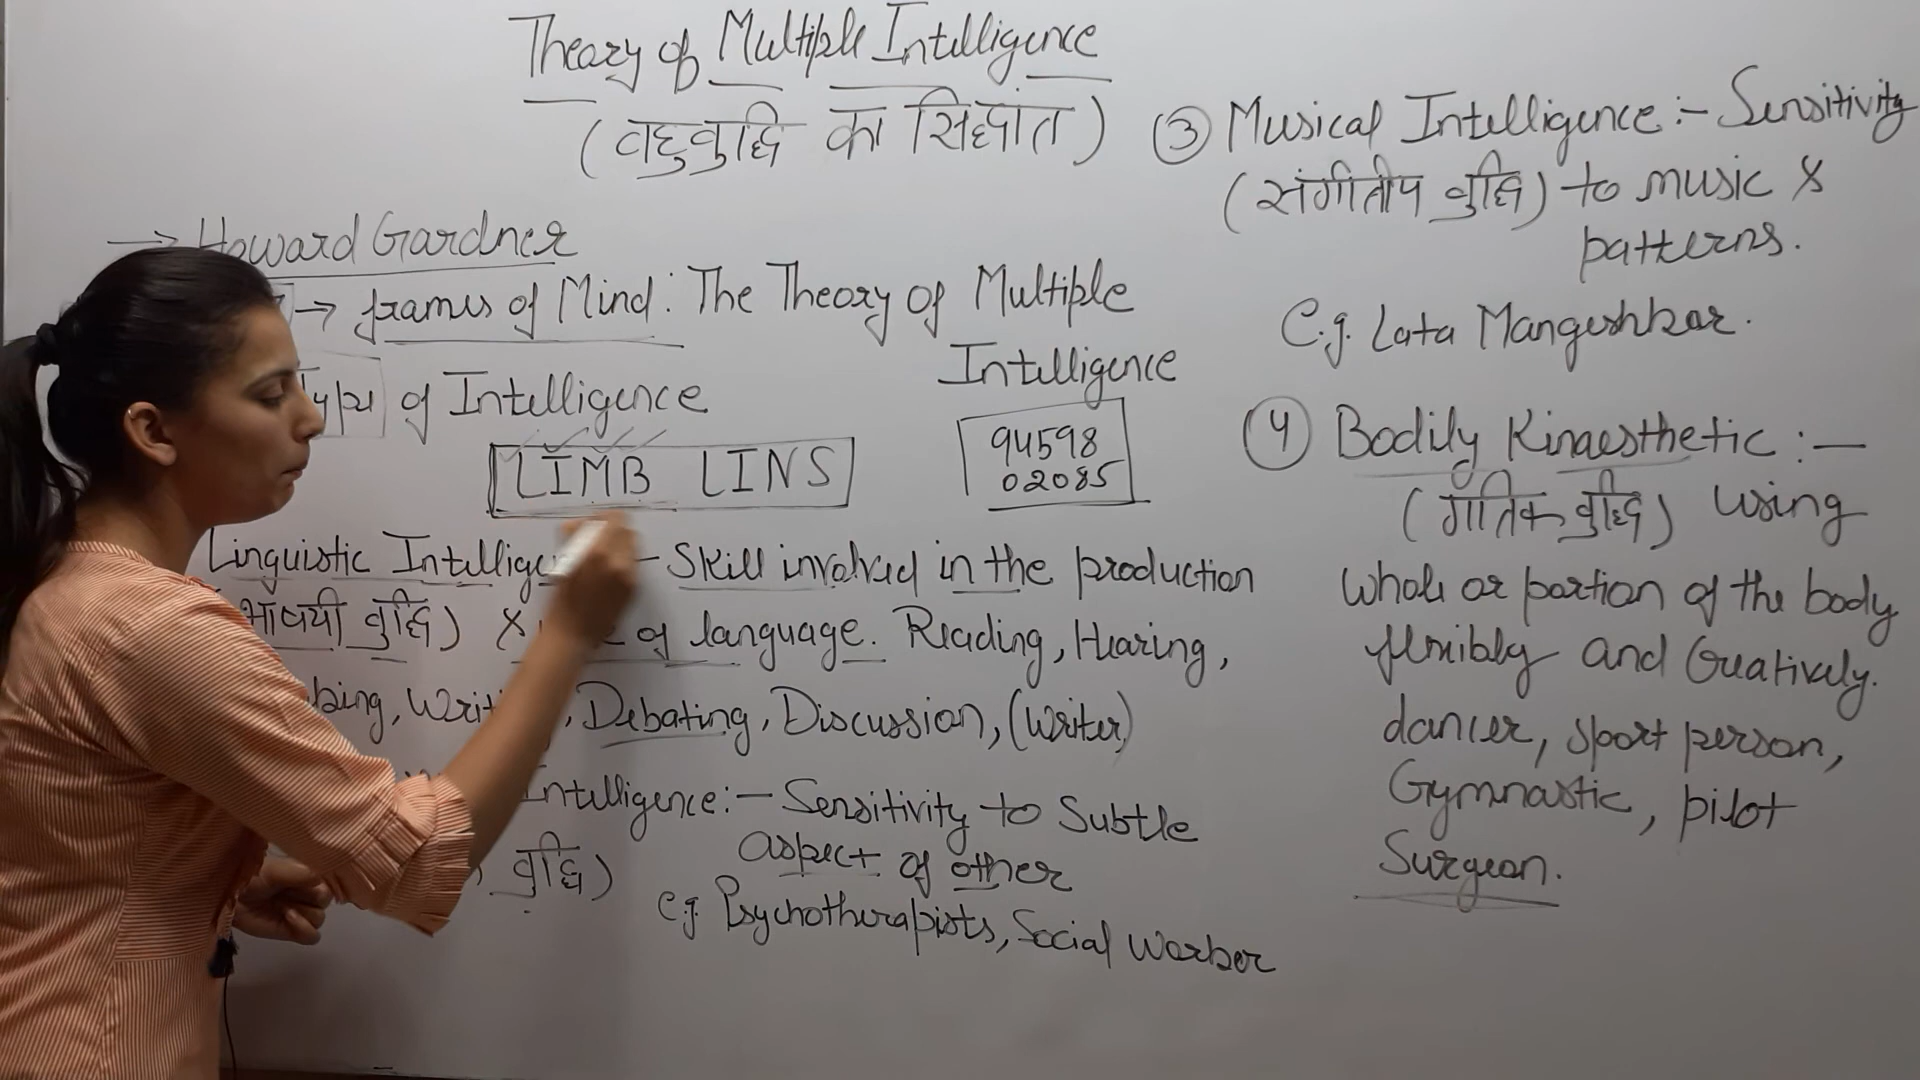 Theory of Multiple Intelligence
(बहुबुद्धि का सिद्धांत)
→ Howard Gardner
→ frames of Mind: The Theory of Multiple
Intelligence
Type of Intelligence
LIMB LINS
94598
02085
Linguistic Intelligence - Skill involved in the production
(भाषयी बुद्धि) & of language. Reading, Hearing,
Debating, Discussion, (Writer)
Intelligence:- Sensitivity to Subtle
बुद्धि) aspect of other
e.g. Psychotherapists, Social Worker
③ Musical Intelligence:- Sensitivity
(संगीतीय बुद्धि) to music &
patterns.
e.g. Lata Mangeshkar.
④ Bodily Kinaesthetic:-
(गतिक बुद्धि) using
whole or portion of the body
flexibly and Creatively.
dancer, sport person,
Gymnastic, pilot
Surgeon.